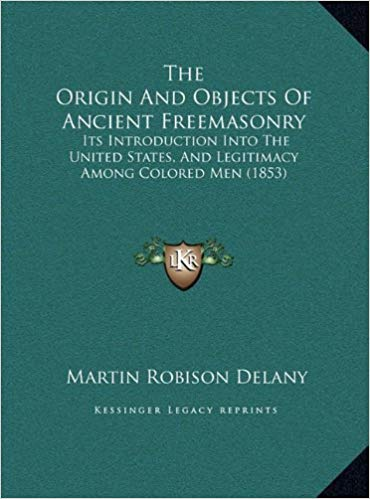 The
Origin And Objects Of
Ancient Freemasonry
Its Introduction Into The
United States, And Legitimacy
Among Colored Men (1853)
LKR
Martin Robison Delany
Kessinger Legacy reprints